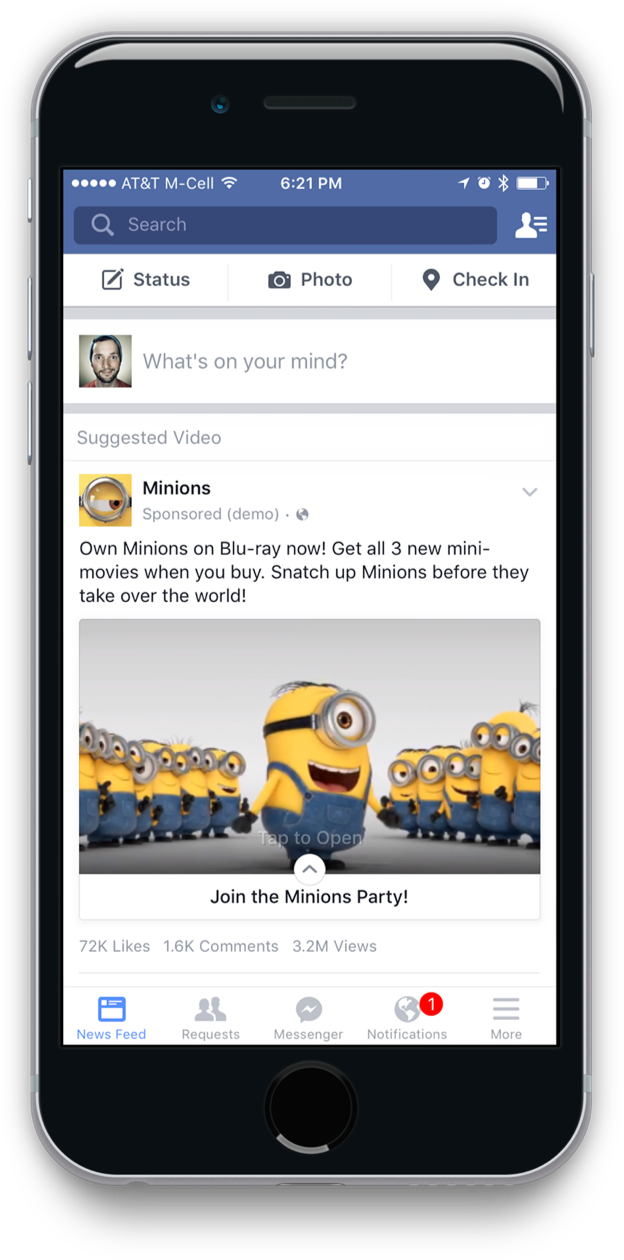 AT&T M-Cell 6:21 PM
Search
Status Photo Check In
What's on your mind?
Suggested Video
Minions
Sponsored (demo) ·
Own Minions on Blu-ray now! Get all 3 new mini-
movies when you buy. Snatch up Minions before they
take over the world!
Tap to Open
Join the Minions Party!
72K Likes 1.6K Comments 3.2M Views
1
News Feed Requests Messenger Notifications More